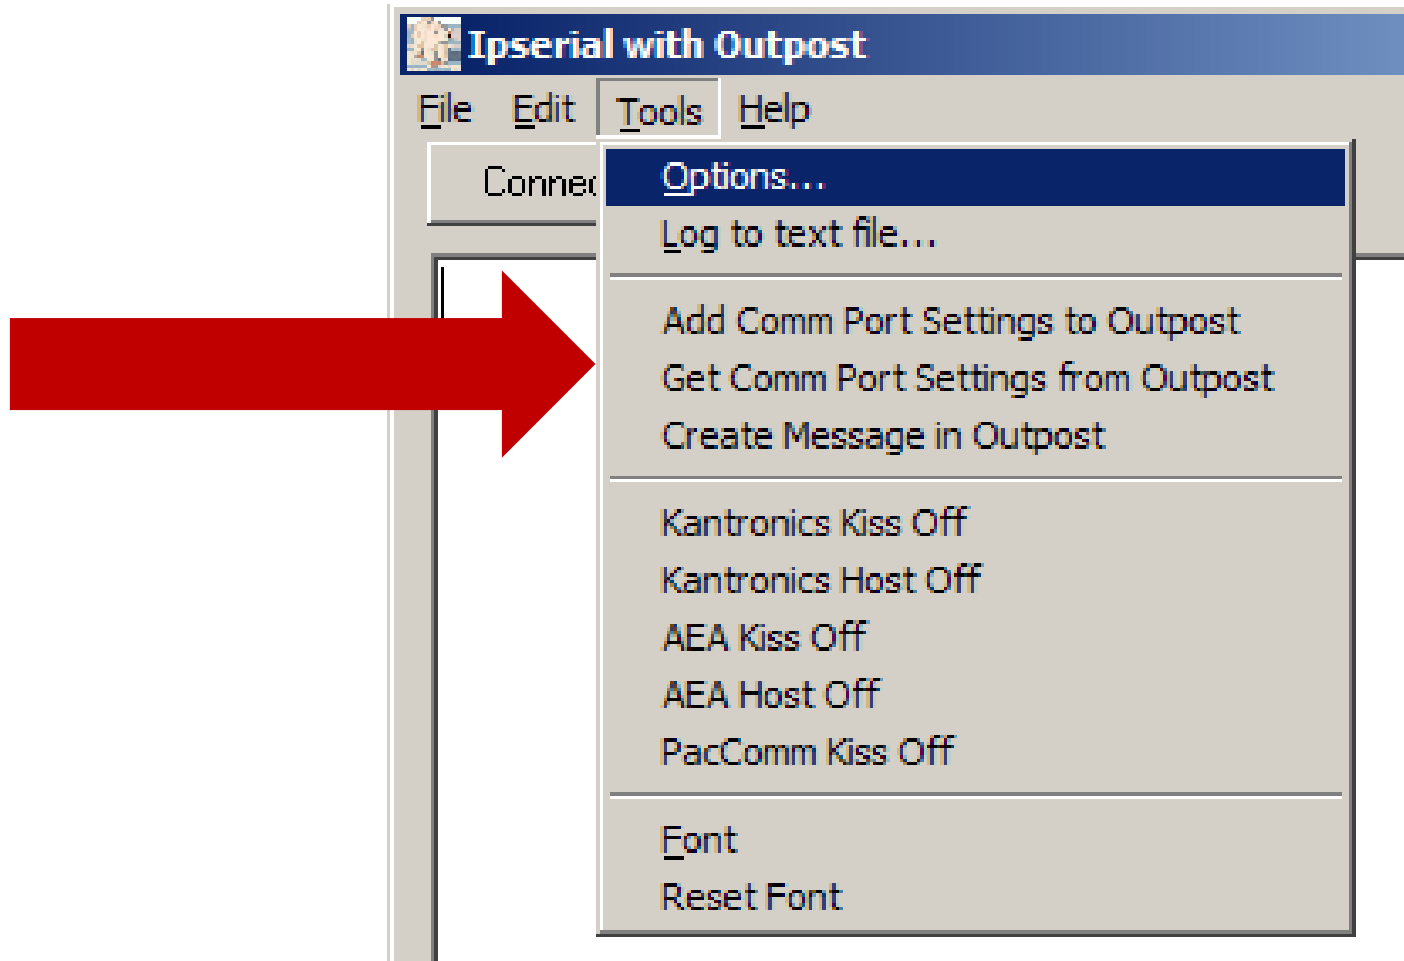 Ipserial with Outpost
File Edit Tools Help
Connec
Options...
Log to text file...
Add Comm Port Settings to Outpost
Get Comm Port Settings from Outpost
Create Message in Outpost
Kantronics Kiss Off
Kantronics Host Off
AEA Kiss Off
AEA Host Off
PacComm Kiss Off
Font
Reset Font